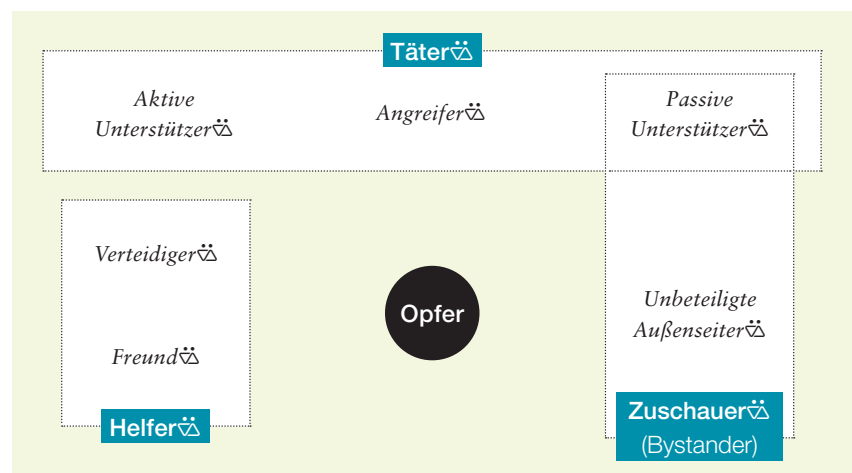 Täter
Aktive
Unterstützer
Angreifer
Passive
Unterstützer
Verteidiger
Freund
Helfer
Opfer
Unbeteiligte
Außenseiter
Zuschauer
(Bystander)